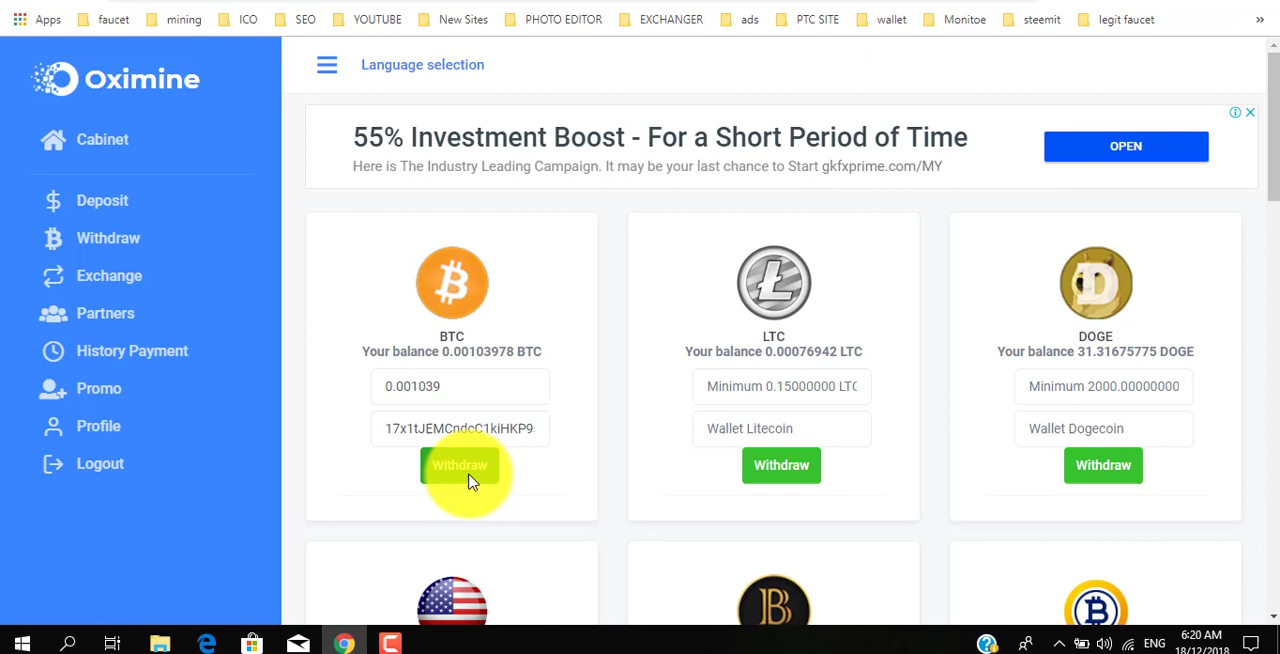 Apps faucet mining ICO SEO YOUTUBE New Sites PHOTO EDITOR EXCHANGER ads PTC SITE wallet Monitoe steemit legit faucet »
Oximine
Language selection
Cabinet
Deposit
Withdraw
Exchange
Partners
History Payment
Promo
Profile
Logout
55% Investment Boost - For a Short Period of Time
Here is The Industry Leading Campaign. It may be your last chance to Start gkfxprime.com/MY
OPEN
BTC
Your balance 0.00103978 BTC
0.001039
17x1tJEMCndcC1kiHKP9
Withdraw
LTC
Your balance 0.00076942 LTC
Minimum 0.15000000 LTC
Wallet Litecoin
Withdraw
DOGE
Your balance 31.31675775 DOGE
Minimum 2000.00000000
Wallet Dogecoin
Withdraw
ENG
6:20 AM
18/12/2018